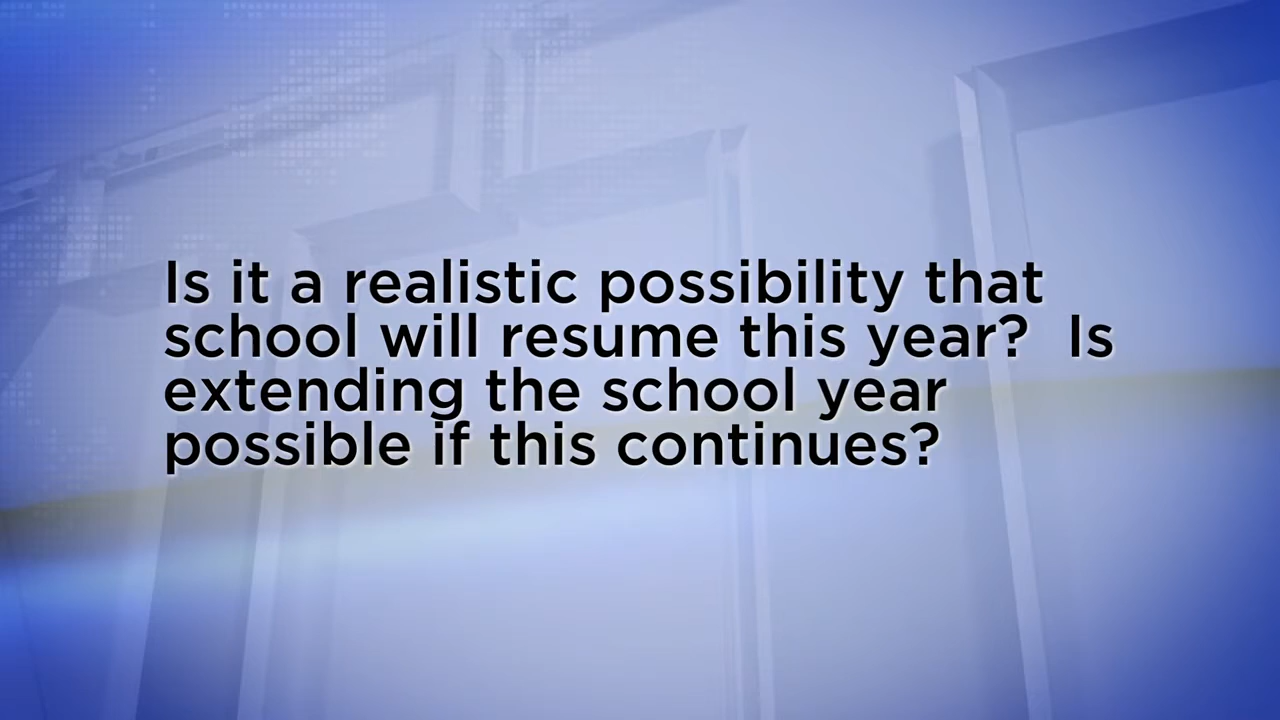 Is it a realistic possibility that
school will resume this year?  Is
extending the school year
possible if this continues?